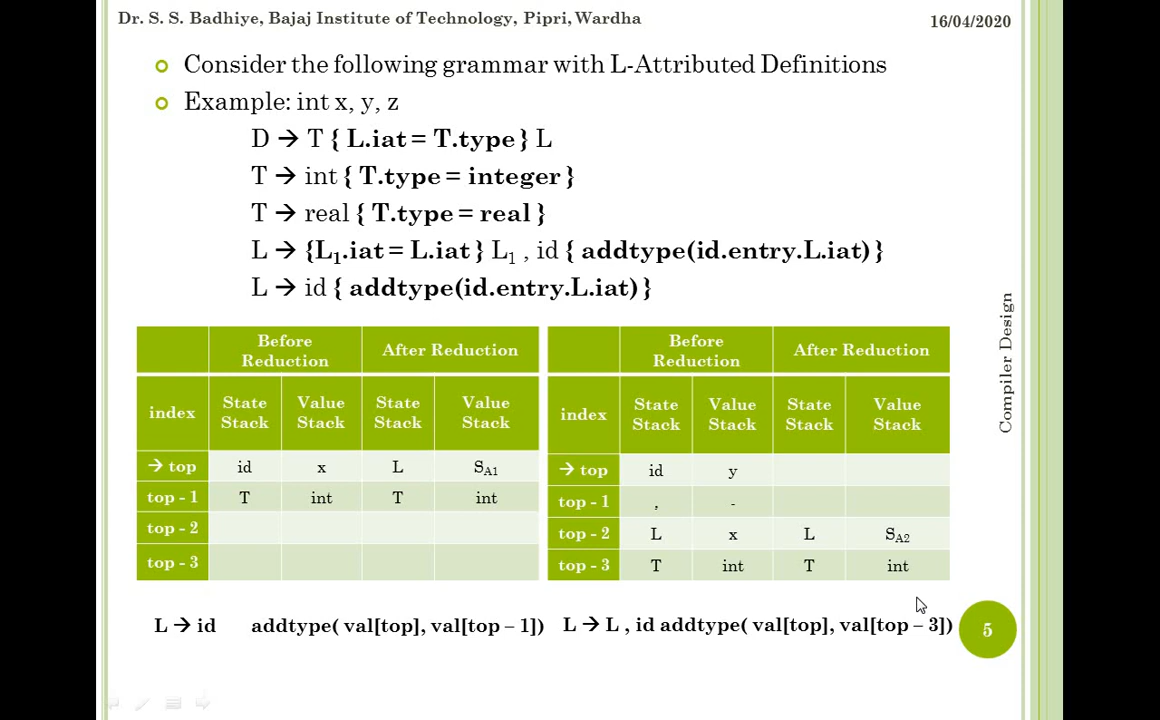 Dr. S. S. Badhiye, Bajaj Institute of Technology, Pipri, Wardha
16/04/2020
Consider the following grammar with L-Attributed Definitions
Example: int x, y, z
D → T { L.iat = T.type } L
T → int { T.type = integer }
T → real { T.type = real }
L → {L1.iat = L.iat } L1 , id { addtype(id.entry.L.iat) }
L → id { addtype(id.entry.L.iat) }
Before Reduction After Reduction
index State Stack Value Stack State Stack Value Stack
→ top id x L SA1
top - 1 T int T int
top - 2
top - 3
Before Reduction After Reduction
index State Stack Value Stack State Stack Value Stack
→ top id y
top - 1 , -
top - 2 L x L SA2
top - 3 T int T int
L → id addtype( val[top], val[top – 1])
L → L , id addtype( val[top], val[top – 3])
Compiler Design
5